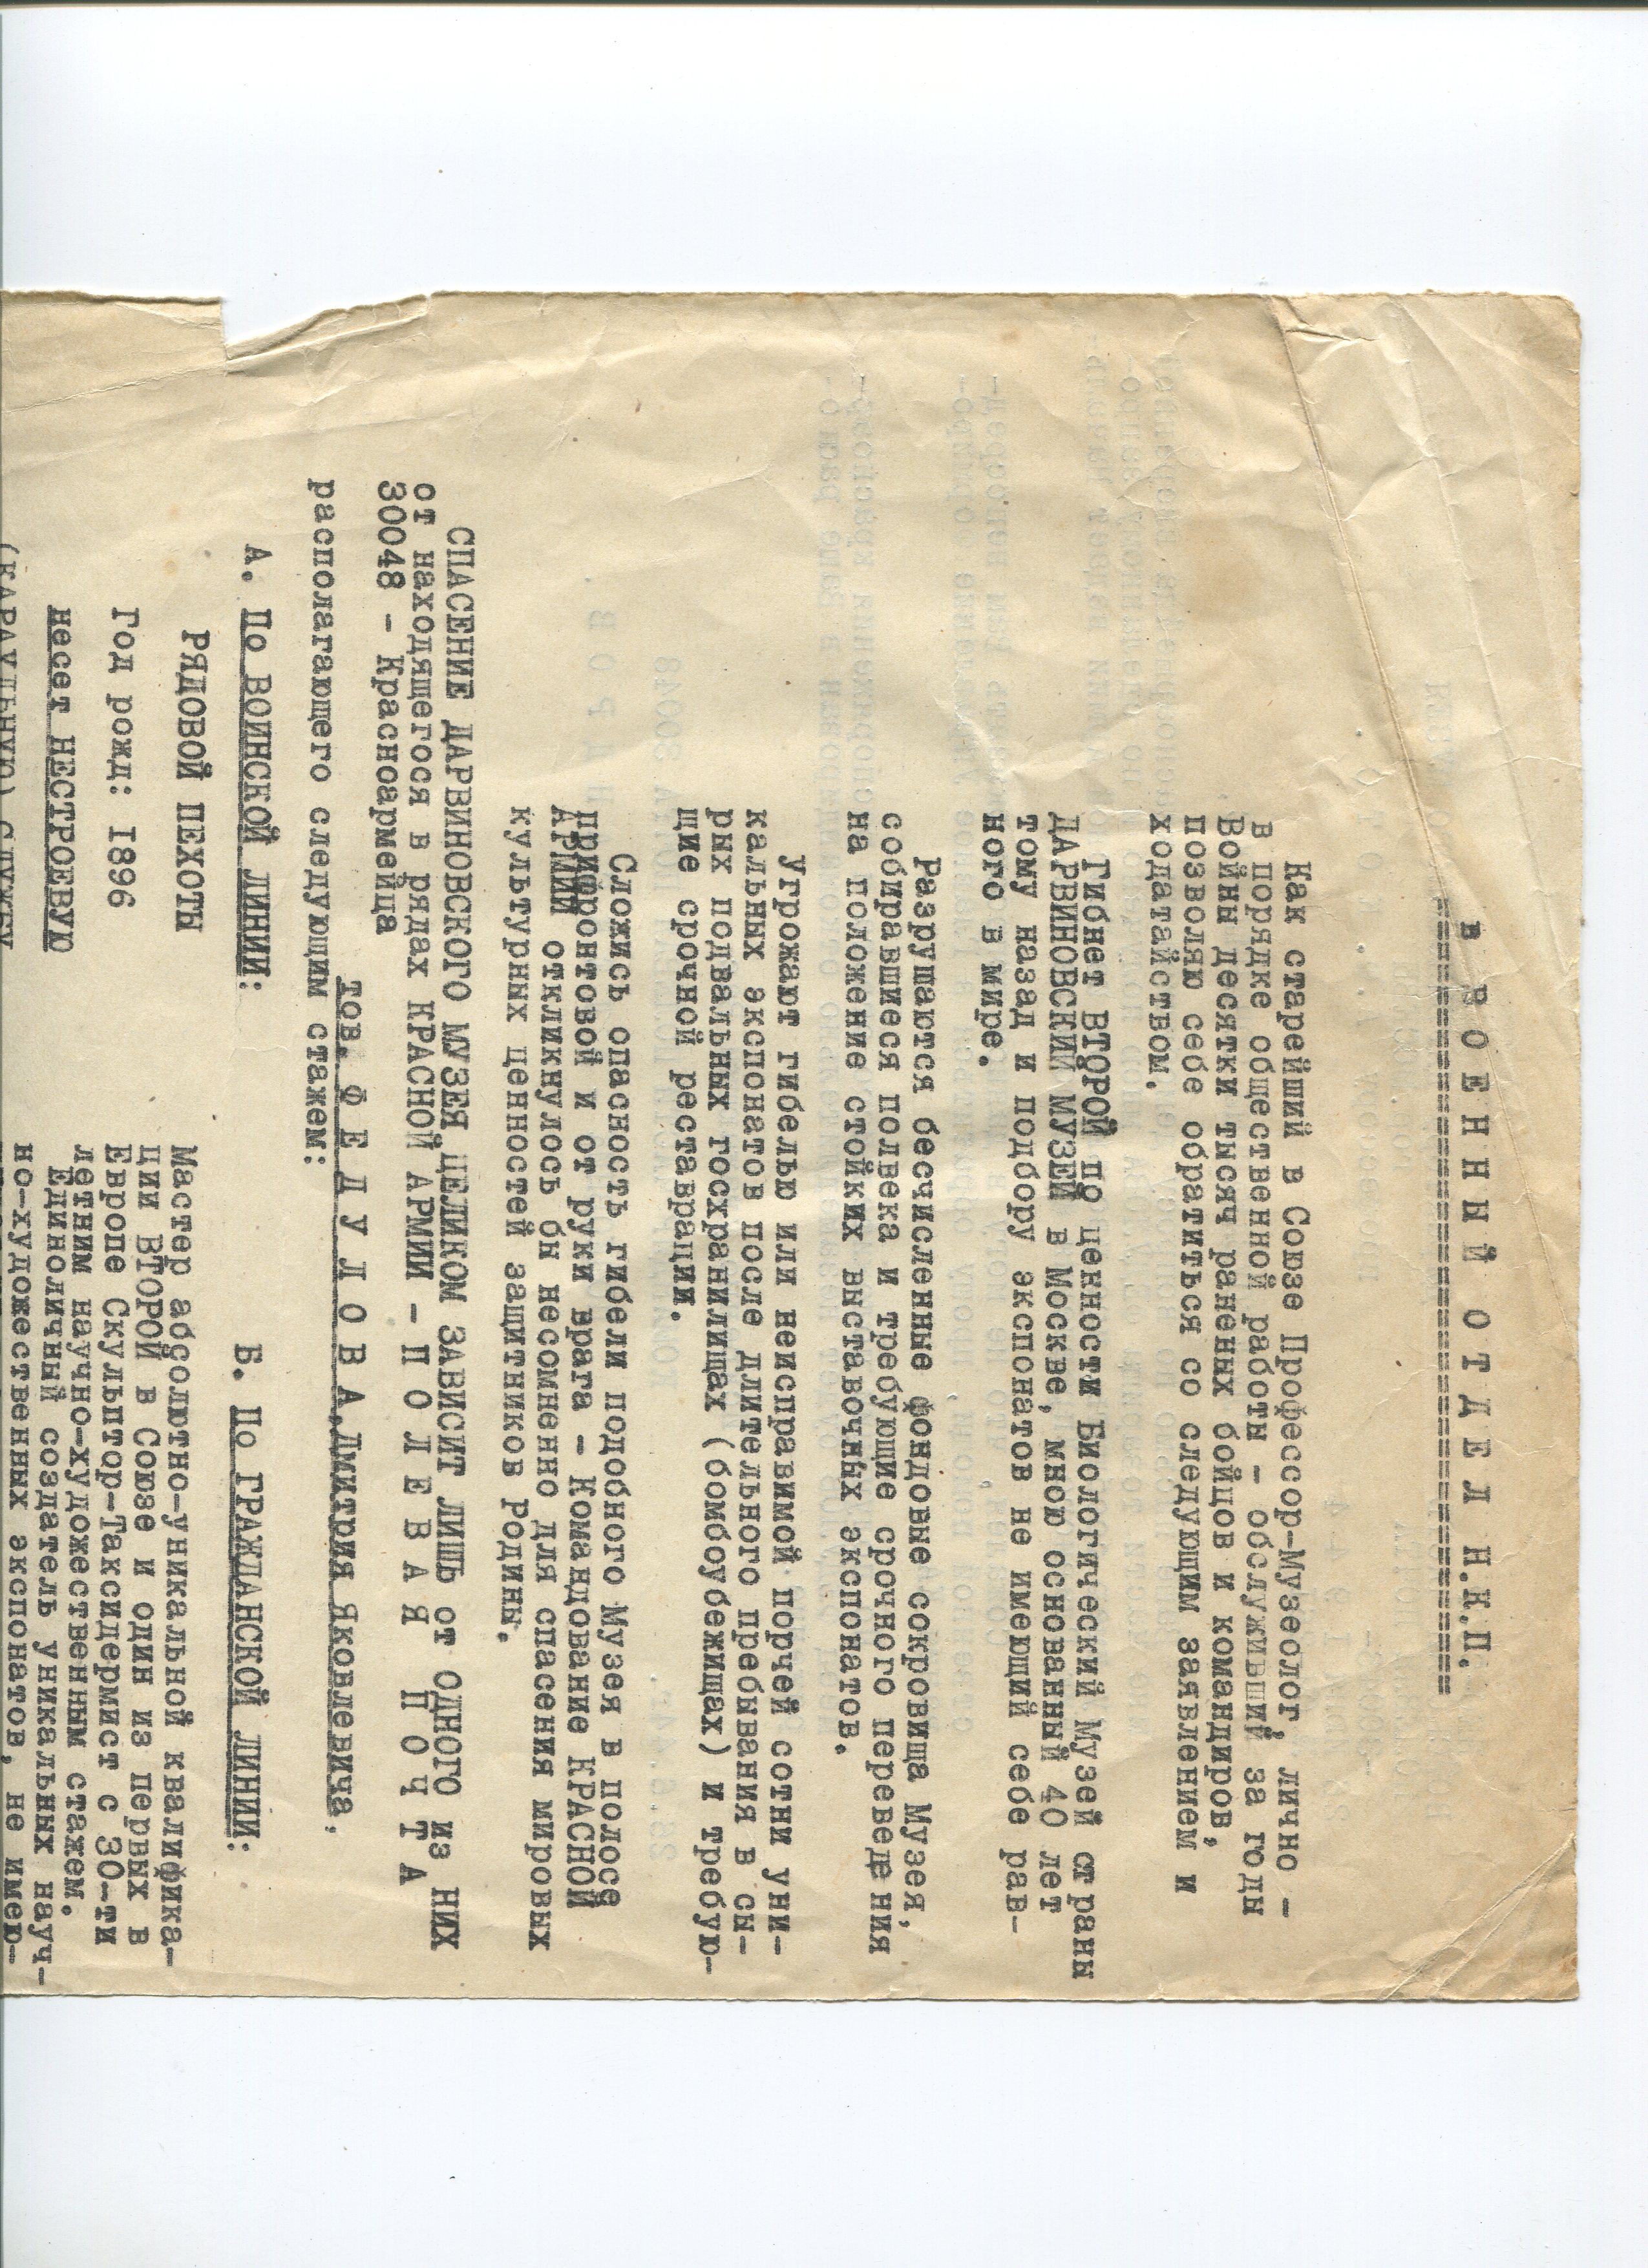 В ВОЕННЫЙ ОТДЕЛ Н.К.П.
==============================
Как старейший в Союзе Профессор-Музеолог, лично -
в порядке общественной работы - обслуживший за годы
Войны десятки тысяч раненых бойцов и командиров,
позволяю себе обратиться со следующим заявлением и
ходатайством.
Гибнет ВТОРОЙ по ценности Биологический Музей страны
ДАРВИНОВСКИЙ МУЗЕЙ в Москве, мною основанный 40 лет
тому назад и подбору экспонатов не имеющий себе рав-
ного в мире.
Разрушаются бесчисленные фондовые сокровища Музея,
собиравшиеся полвека и требующие срочного переведения
на положение стойких выставочных экспонатов.
Угрожают гибелью или неисправимой порчей сотни уни-
кальных экспонатов после длительного пребывания в сы-
рых подвальных госхранилищах (бомбоубежищах) и требую-
щие срочной реставрации.
Сложись опасность гибели подобного Музея в полосе
прифронтовой и от руки врага - Командование КРАСНОЙ
АРМИИ откликнулось бы несомненно для спасения мировых
культурных ценностей защитников Родины.
СПАСЕНИЕ ДАРВИНОВСКОГО МУЗЕЯ ЦЕЛИКОМ ЗАВИСИТ ЛИШЬ от ОДНОГО из НИХ
от находящегося в рядах КРАСНОЙ АРМИИ - ПОЛЕВАЯ ПОЧТА
30048 - Красноармейца
тов. ФЕДУЛОВА, Дмитрия Яковлевича,
располагающего следующим стажем:
А. По ВОИНСКОЙ ЛИНИИ:
Б. По ГРАЖДАНСКОЙ ЛИНИИ:
РЯДОВОЙ ПЕХОТЫ
Год рожд: 1896
несет НЕСТРОЕВУЮ
(КАРАУЛЬНУЮ) СЛУЖБУ
Мастер абсолютно-уникальной квалифика-
ции ВТОРОЙ в Союзе и один из первых в
Европе Скульптор-Таксидермист с 30-ти
летним научно-художественным стажем.
Единоличный создатель уникальных науч-
но-художественных экспонатов, не имею-